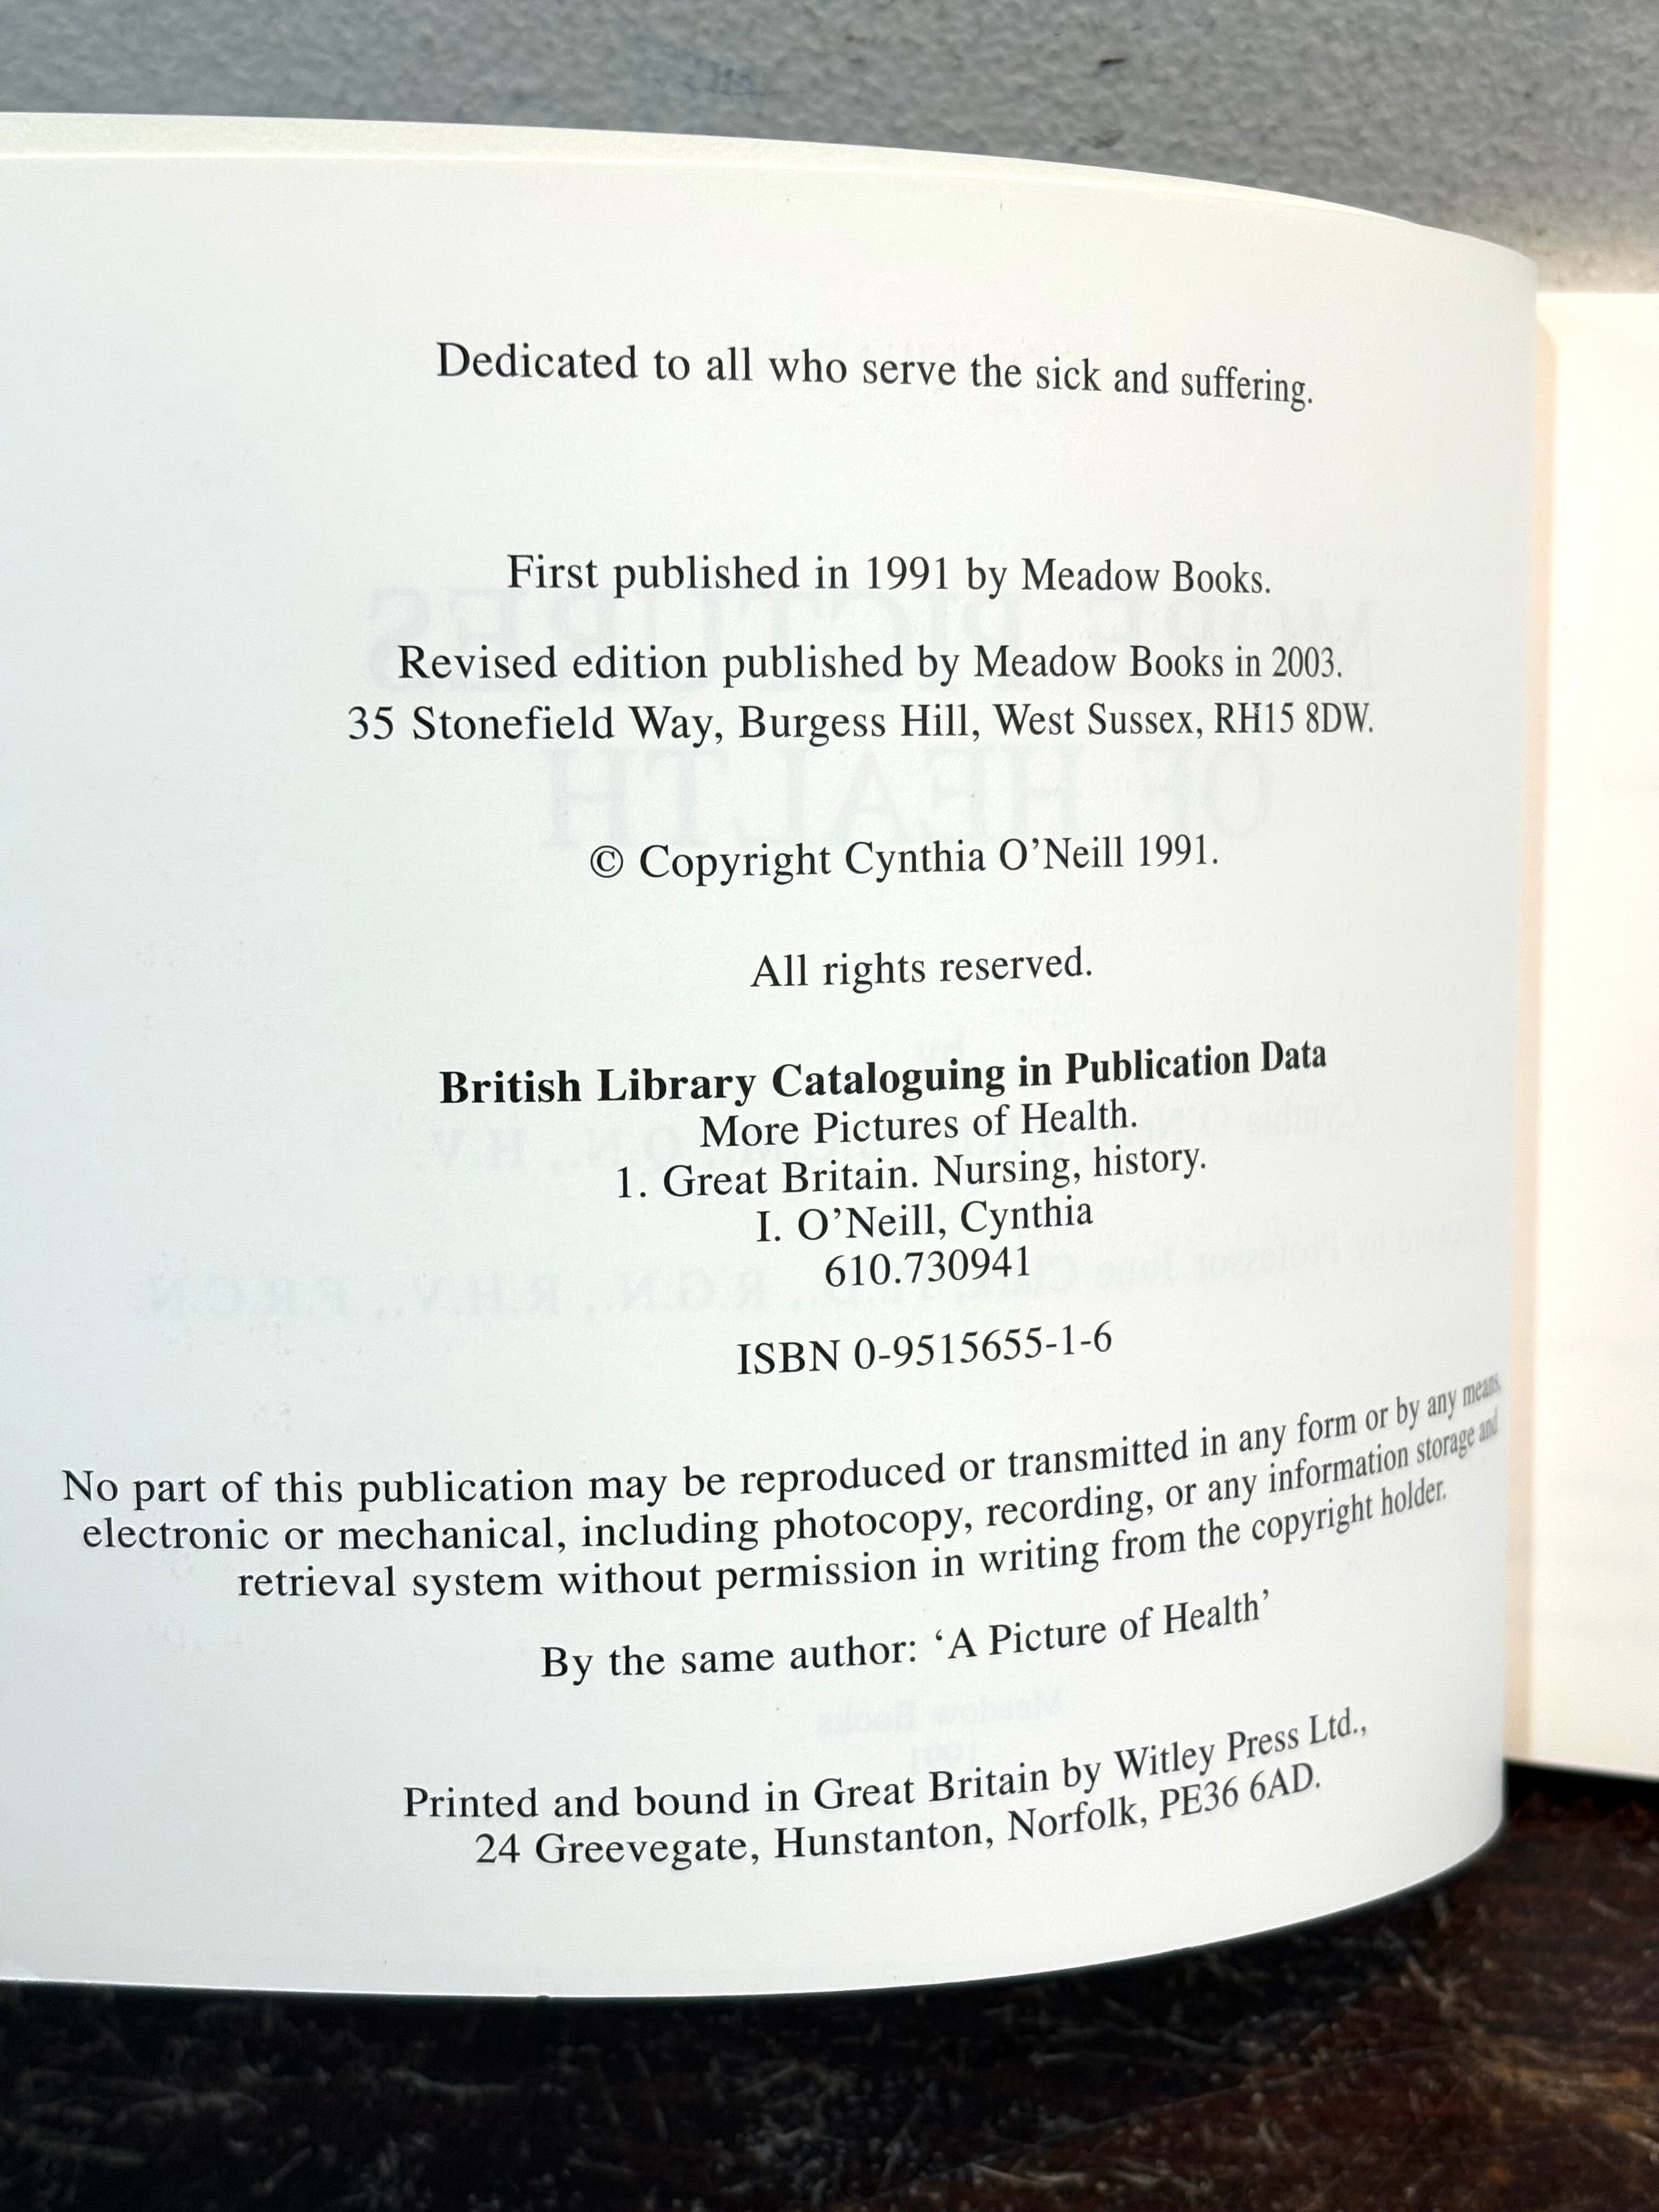 Dedicated to all who serve the sick and suffering.
First published in 1991 by Meadow Books.
Revised edition published by Meadow Books in 2003.
35 Stonefield Way, Burgess Hill, West Sussex, RH15 8DW.
© Copyright Cynthia O’Neill 1991.
All rights reserved.
British Library Cataloguing in Publication Data
More Pictures of Health.
1. Great Britain. Nursing, history.
I. O’Neill, Cynthia
610.730941
ISBN 0-9515655-1-6
No part of this publication may be reproduced or transmitted in any form or by any means,
electronic or mechanical, including photocopy, recording, or any information storage and
retrieval system without permission in writing from the copyright holder.
By the same author: ‘A Picture of Health’
Printed and bound in Great Britain by Witley Press Ltd.,
24 Greevegate, Hunstanton, Norfolk, PE36 6AD.